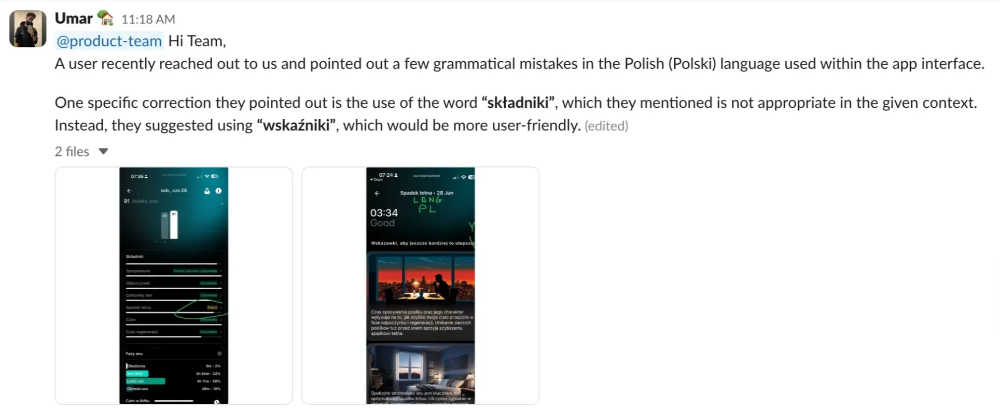 Umar 11:18 AM
@product-team Hi Team,
A user recently reached out to us and pointed out a few grammatical mistakes in the Polish (Polski) language used within the app interface.
One specific correction they pointed out is the use of the word “składniki”, which they mentioned is not appropriate in the given context.
Instead, they suggested using “wskaźniki”, which would be more user-friendly. (edited)
2 files
07:36
ULTRAHUMAN
sob., cze 28
91 Indeks snu
91
Składniki
Temperatura
Odpoczynek Optymalny
Całkowity sen Optymalny
Spadek tetna Dobry
Czas Optymalny
Czas regeneracji Optymalny
Fazy snu
Obudzony 9m • 2%
Sen REM 2h 24m • 32%
Lekki sen 4h 11m • 56%
Gleboki sen 45m • 10%
Czas w łóżku
07:24
Zegar
ULTRAHUMAN
Spadek tetna • 28 Jun
LANG.
PL
03:34
Good
Y
Wskazowki, aby jeszcze bardziej to ulepszic
Czas spozywania posilku oraz jego charakter
wplywaja na to, jak szybko twoje cialo przejdzie w
faze odpoczynku i regeneracji. Unikanie ciezkich
posilkow tuz przed snem sprzyja szybszemu
spadkowi tetna.
Spokojne srodowisko snu jest kluczowe
optymalizacji spadku tetna. Utrzymuj sypialnie w